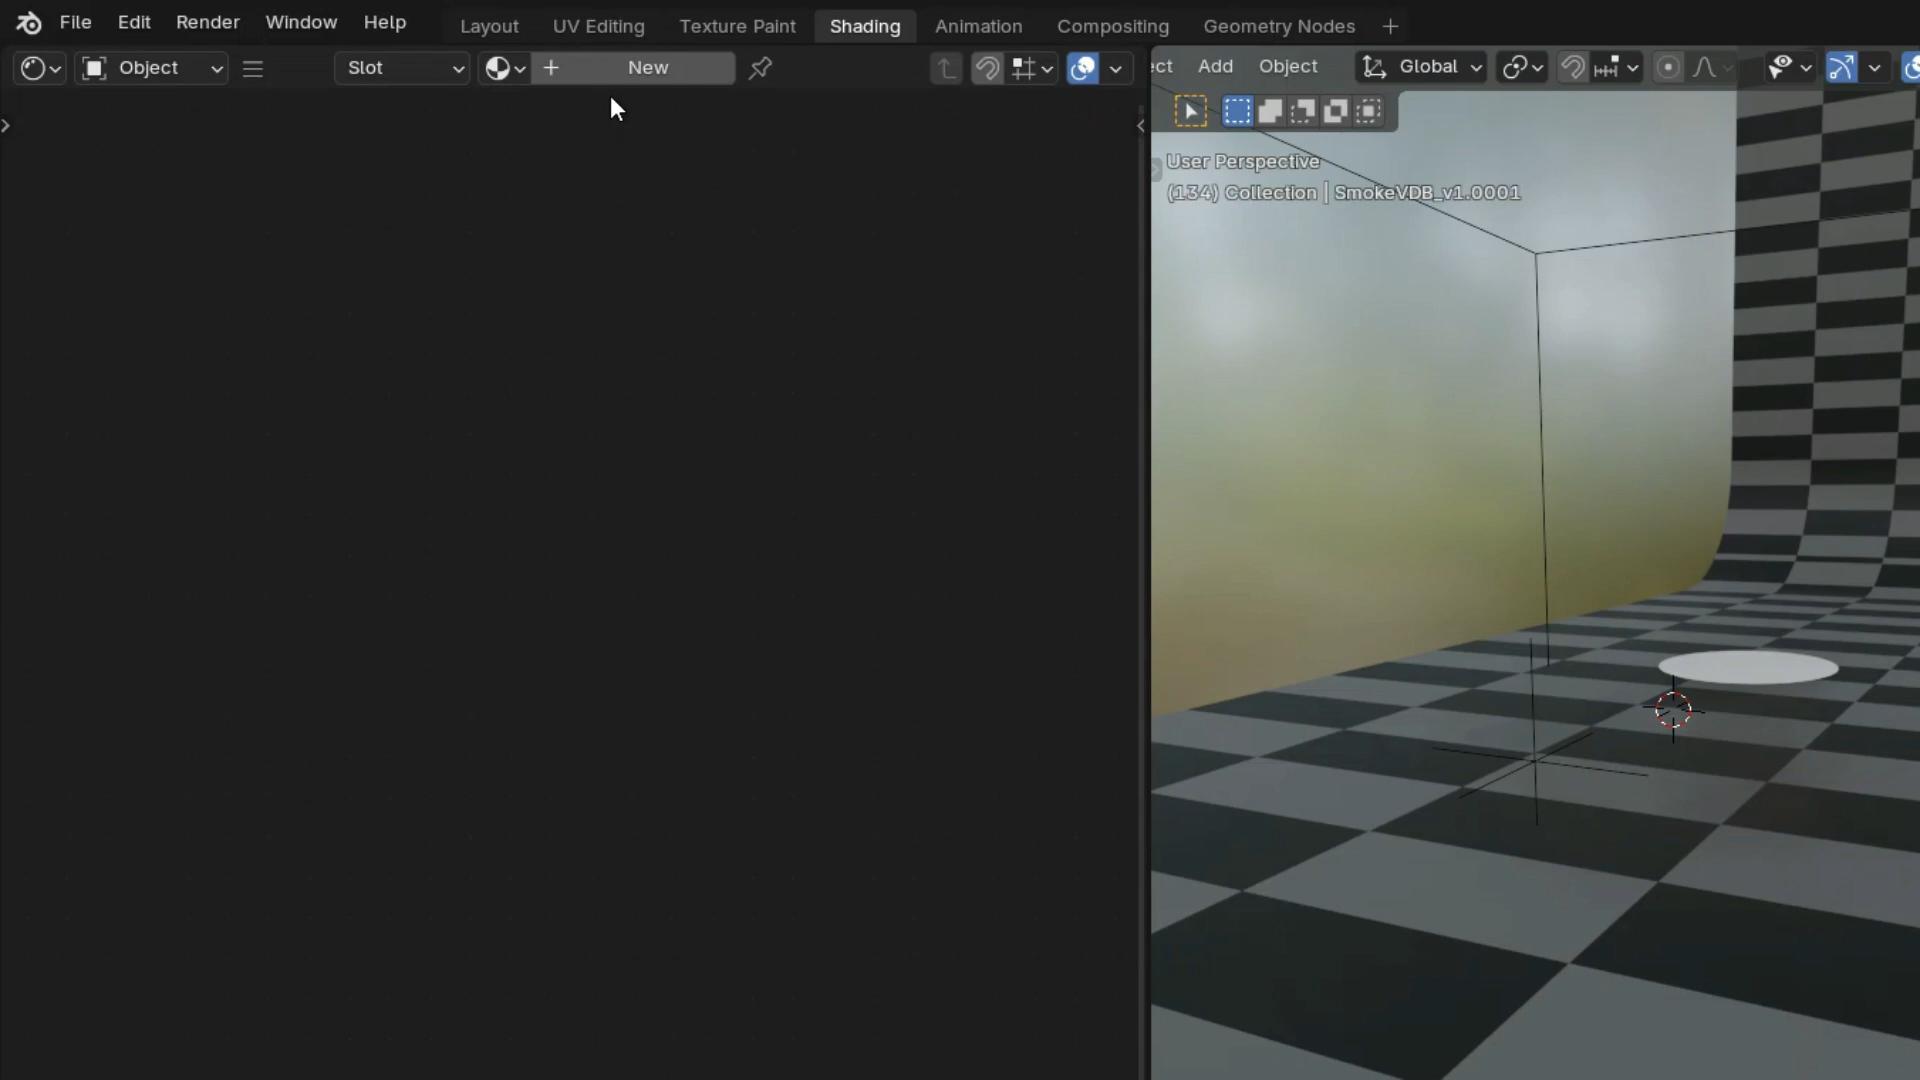 File Edit Render Window Help Layout UV Editing Texture Paint Shading Animation Compositing Geometry Nodes
Object Slot New
ect Add Object Global
User Perspective
(134) Collection | SmokeVDB_v1.0001